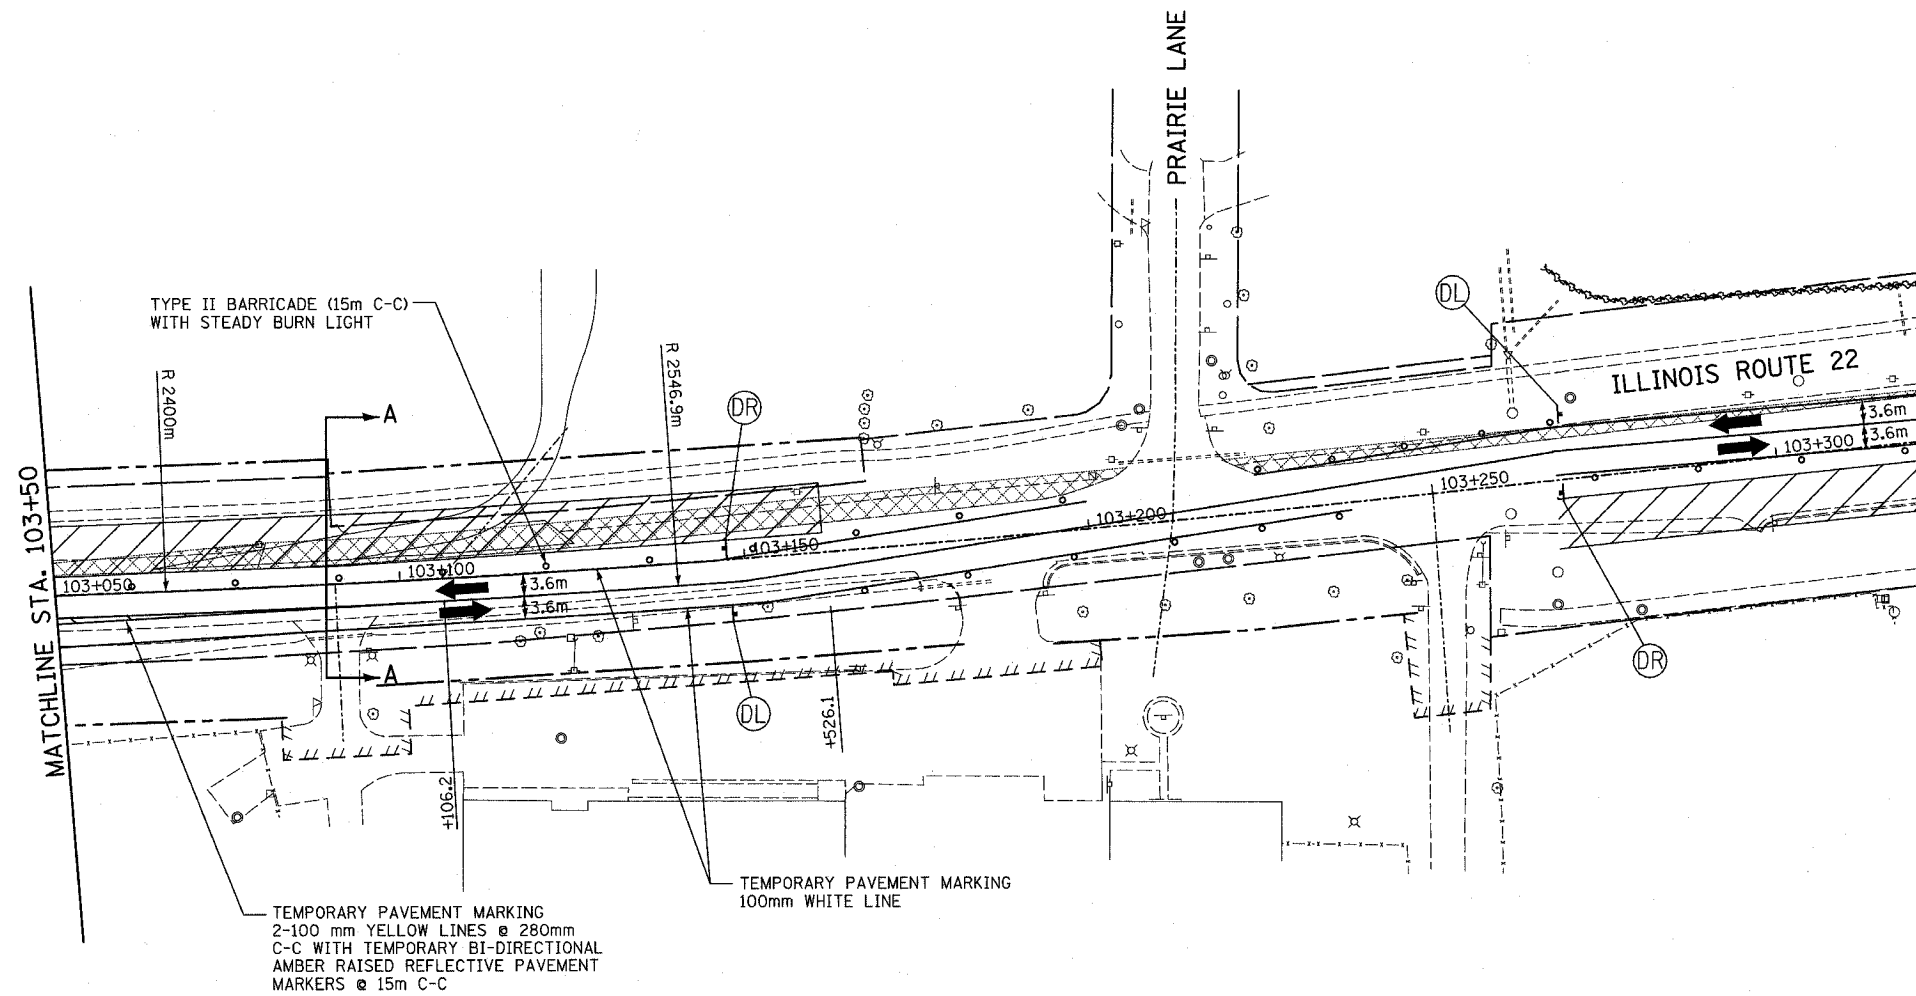 PRAIRIE LANE
TYPE II BARRICADE (15m C-C)
WITH STEADY BURN LIGHT
R 2400m
R 2546.9m
DR
DL
ILLINOIS ROUTE 22
A
3.6m
3.6m
103+300
103+250
103+200
103+150
103+100
103+050
3.6m
3.6m
MATCHLINE STA. 103+50
A
DL
DR
+526.1
+106.2
TEMPORARY PAVEMENT MARKING
100mm WHITE LINE
TEMPORARY PAVEMENT MARKING
2-100 mm YELLOW LINES @ 280mm
C-C WITH TEMPORARY BI-DIRECTIONAL
AMBER RAISED REFLECTIVE PAVEMENT
MARKERS @ 15m C-C